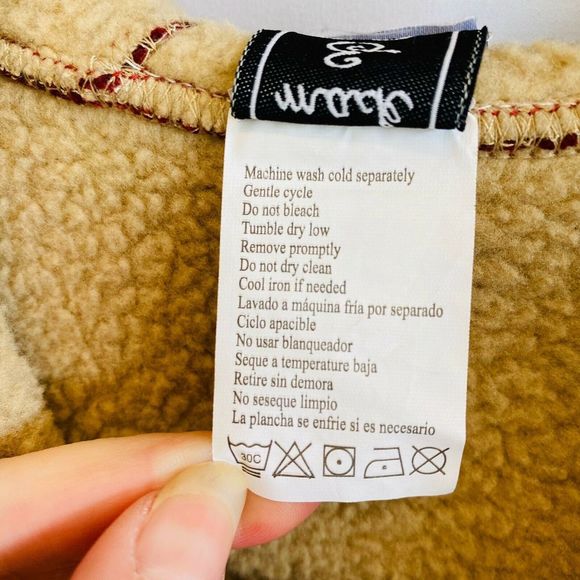 Machine wash cold separately
Gentle cycle
Do not bleach
Tumble dry low
Remove promptly
Do not dry clean
Cool iron if needed
Lavado a máquina fría por separado
Ciclo apacible
No usar blanqueador
Seque a temperature baja
Retire sin demora
No seseque limpio
La plancha se enfrie si es necesario
30C